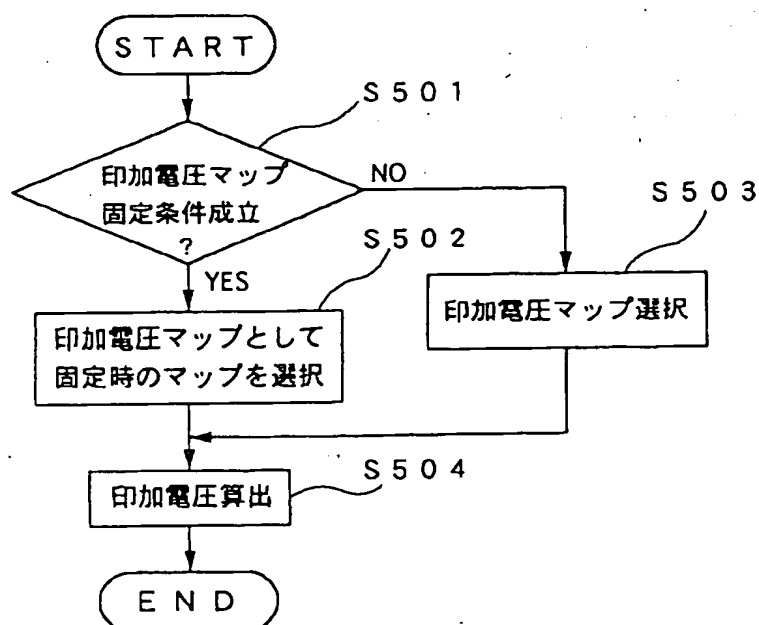 START
S501
印加電圧マップ
固定条件成立
?
NO
S503
S502
YES
印加電圧マップ選択
印加電圧マップとして
固定時のマップを選択
S504
印加電圧算出
END